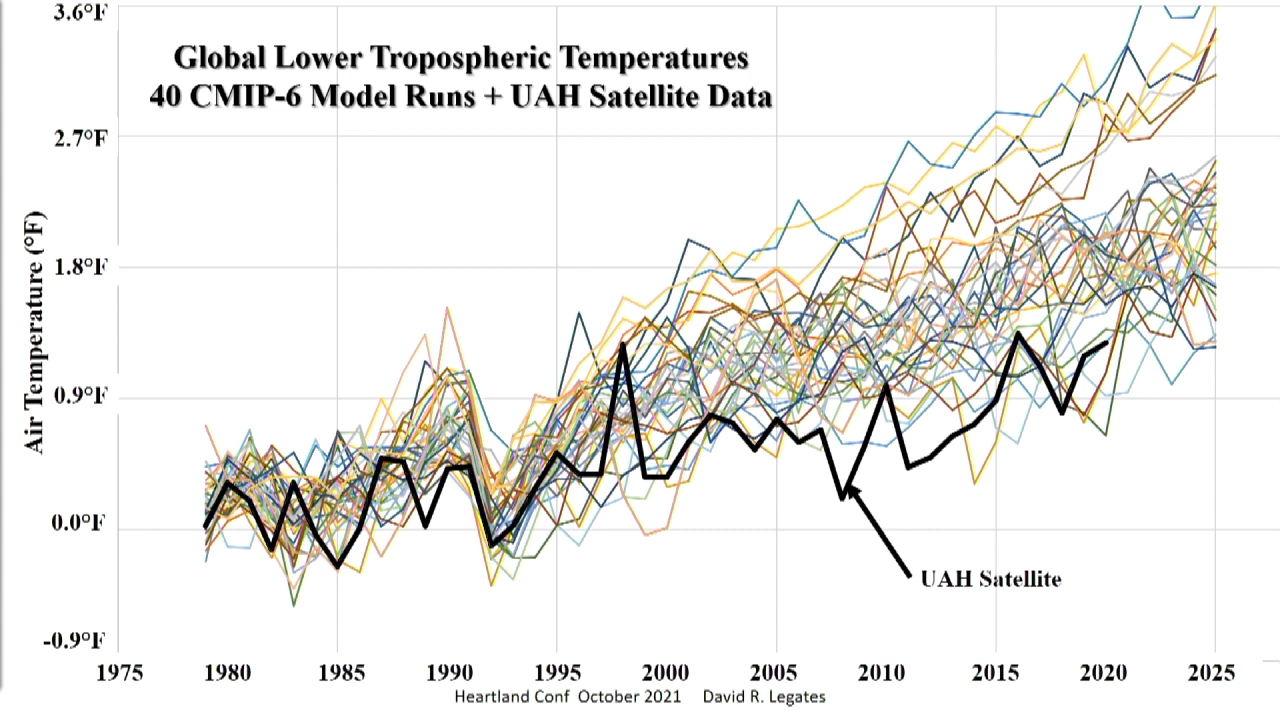 Global Lower Tropospheric Temperatures
40 CMIP-6 Model Runs + UAH Satellite Data
Air Temperature (°F)
3.6°F
2.7°F
1.8°F
0.9°F
0.0°F
-0.9°F
UAH Satellite
1975 1980 1985 1990 1995 2000 2005 2010 2015 2020 2025
Heartland Conf October 2021 David R. Legates